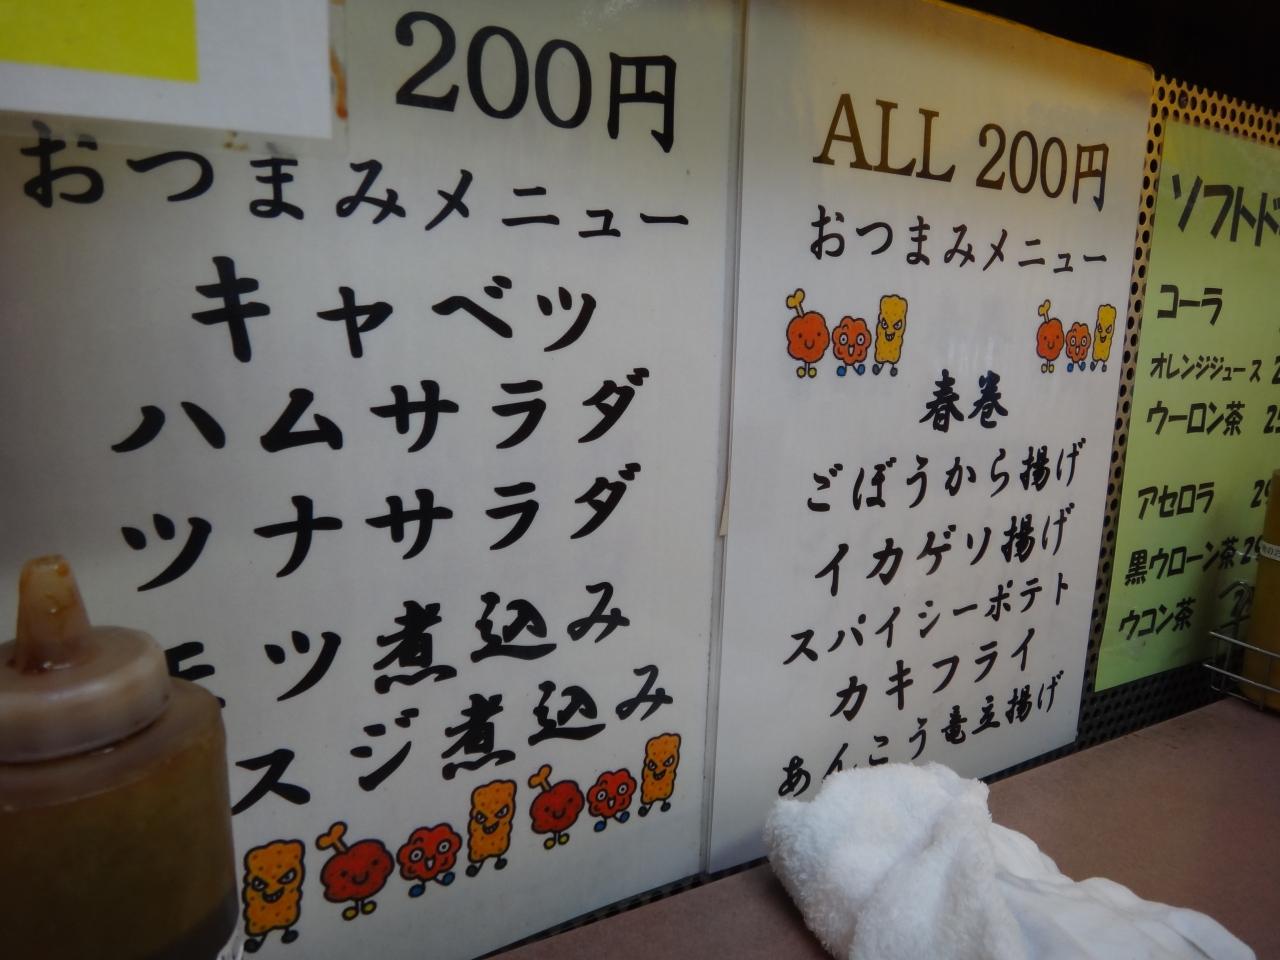 200円
おつまみメニュー
キャベツ
ハムサラダ
ツナサラダ
モツ煮込み
スジ煮込み
ALL 200円
おつまみメニュー
春巻
ごぼうから揚げ
イカゲソ揚げ
スパイシーポテト
カキフライ
あんこう竜立揚げ
ソフトド
コーラ
オレンジジュース 2
ウーロン茶 25
アセロラ
黒ウローン茶
ウコン茶